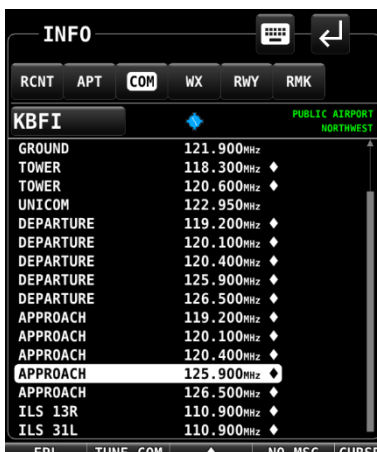 INFO
RCNT APT COM WX RWY RMK
KBFI
PUBLIC AIRPORT
NORTHWEST
GROUND 121.900MHz
TOWER 118.300MHz ♦
TOWER 120.600MHz ♦
UNICOM 122.950MHz
DEPARTURE 119.200MHz ♦
DEPARTURE 120.100MHz ♦
DEPARTURE 120.400MHz ♦
DEPARTURE 125.900MHz ♦
DEPARTURE 126.500MHz ♦
APPROACH 119.200MHz ♦
APPROACH 120.100MHz ♦
APPROACH 120.400MHz ♦
APPROACH 125.900MHz ♦
APPROACH 126.500MHz ♦
ILS 13R 110.900MHz ♦
ILS 31L 110.900MHz ♦
TUNE COM NO MSG